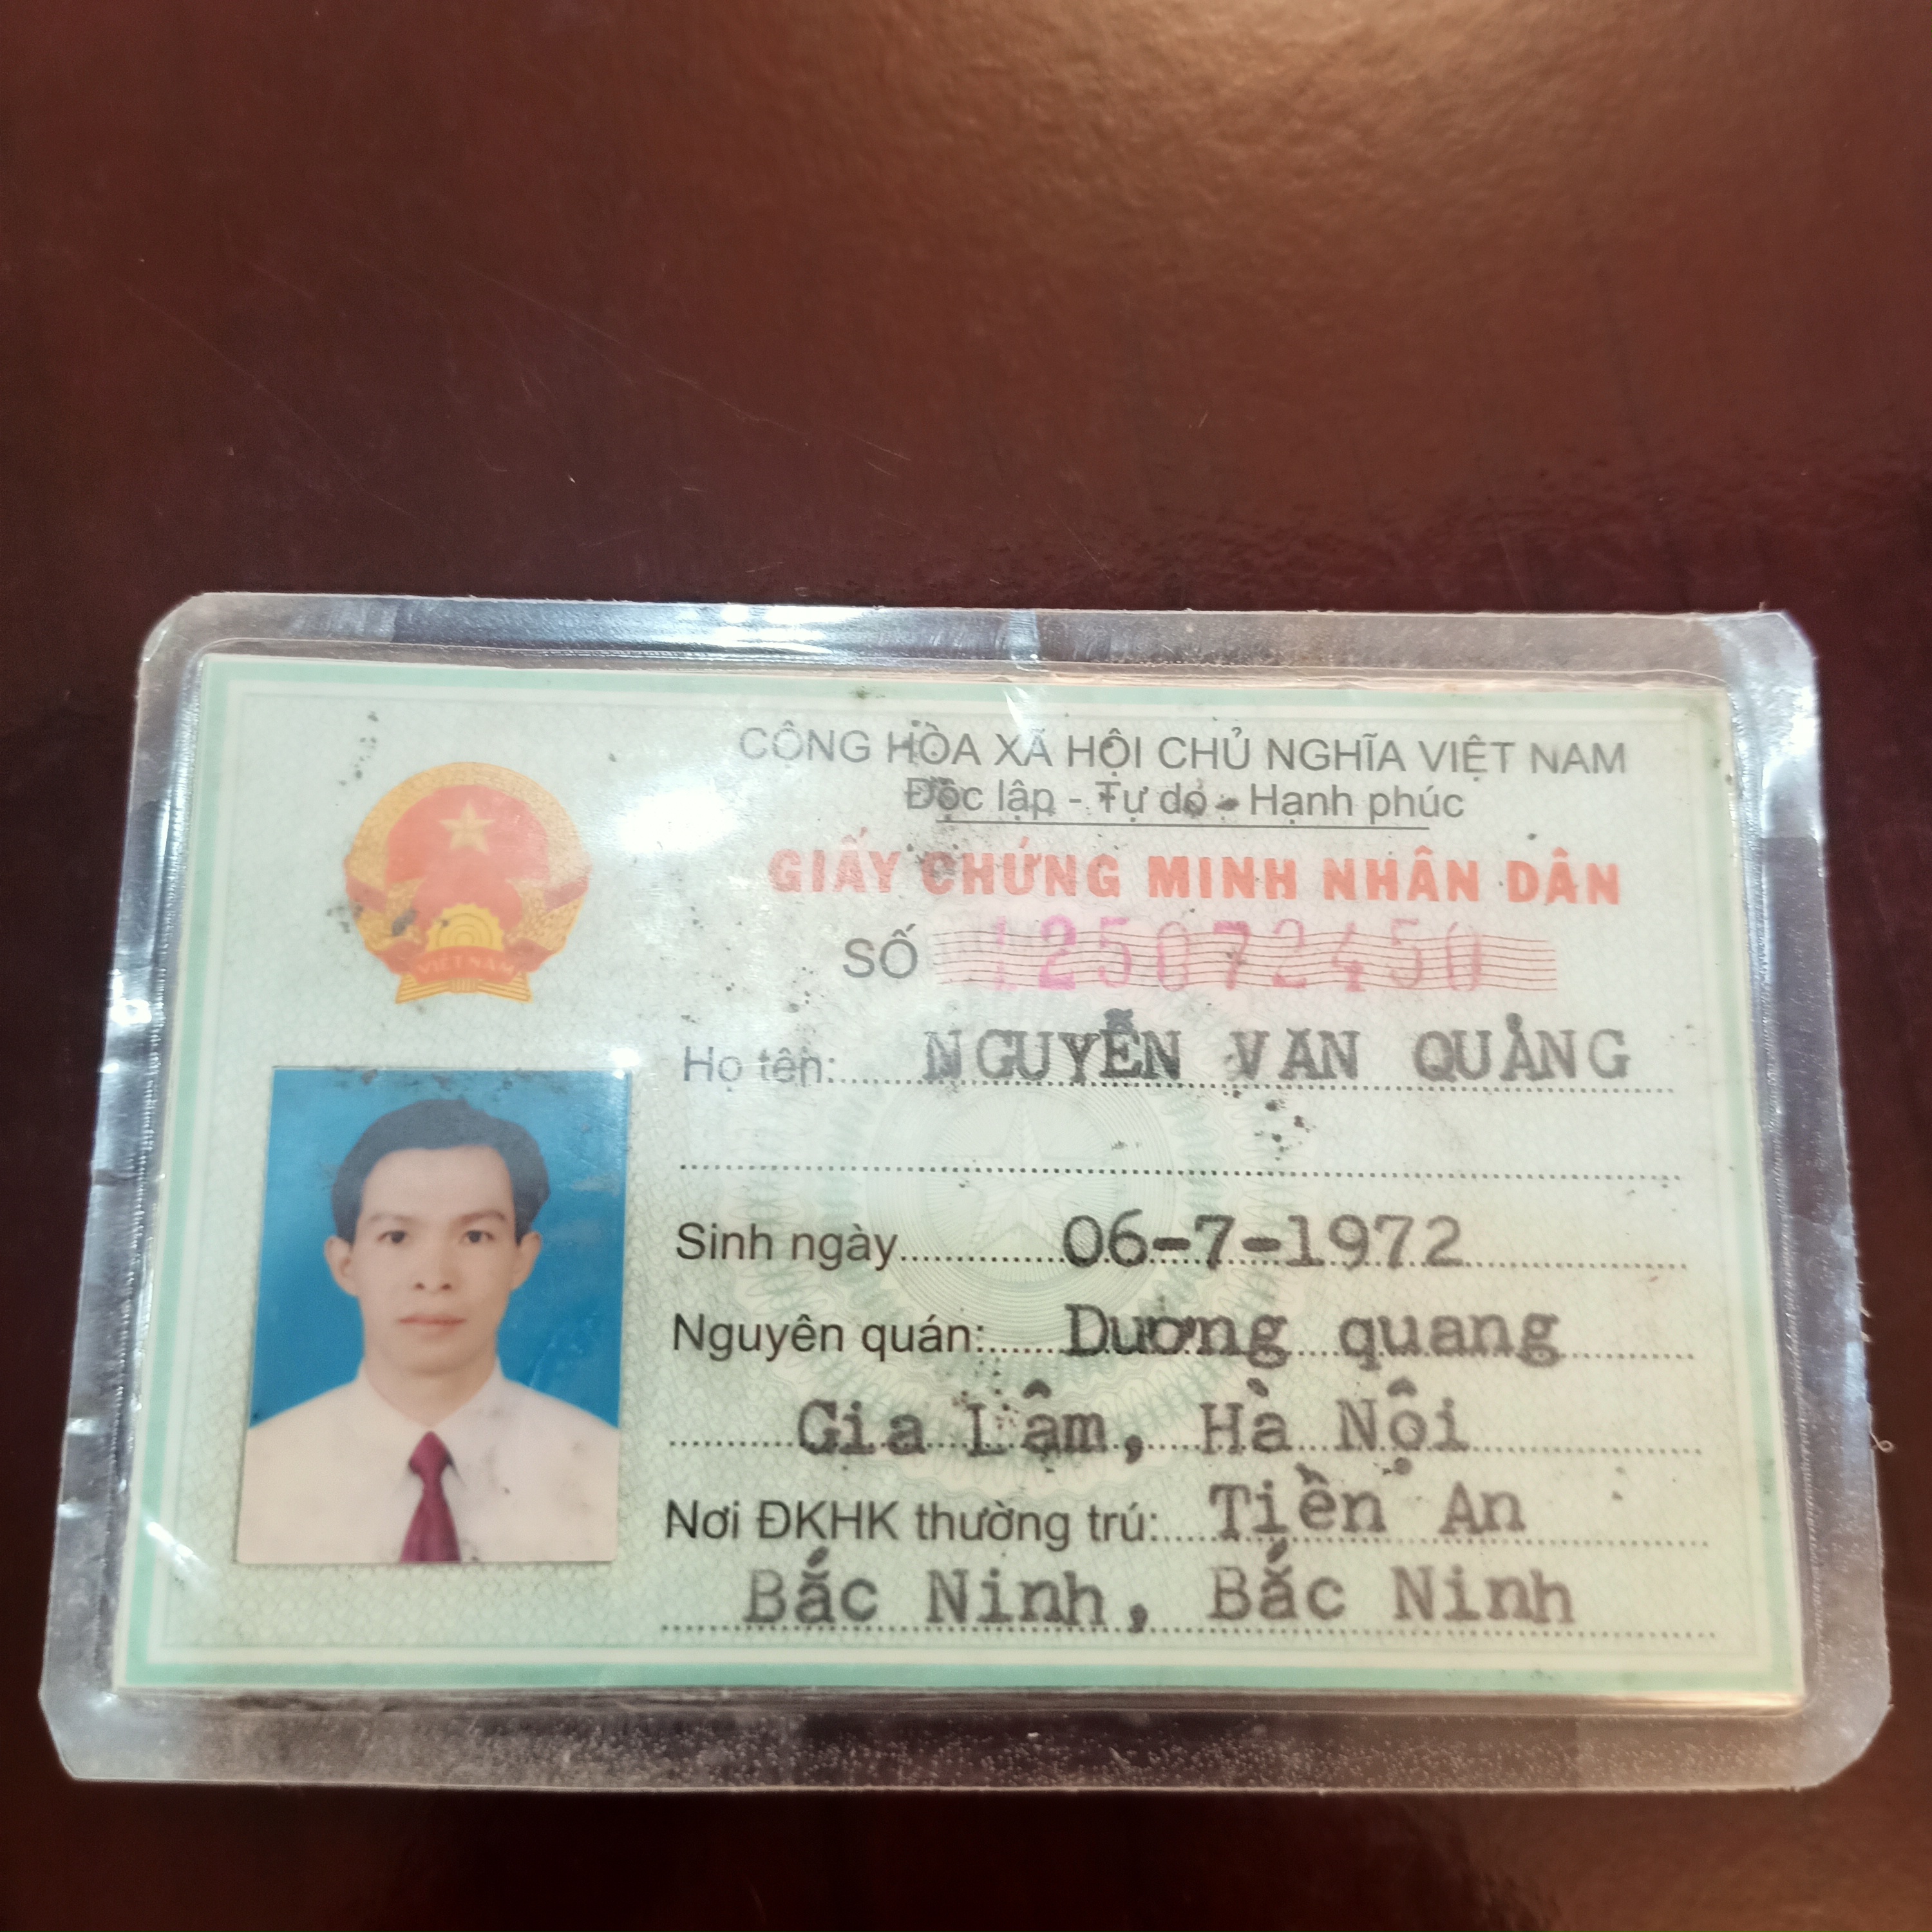 CỘNG HÒA XÃ HỘI CHỦ NGHĨA VIỆT NAM
Độc lập - Tự do - Hạnh phúc
GIẤY CHỨNG MINH NHÂN DÂN
SỐ 125072450
VIỆT NAM
Họ tên: NGUYỄN VAN QUẢNG
Sinh ngày 06-7-1972
Nguyên quán: Dương quang
Gia Lâm, Hà Nội
Nơi ĐKHK thường trú: Tiền An
Bắc Ninh, Bắc Ninh